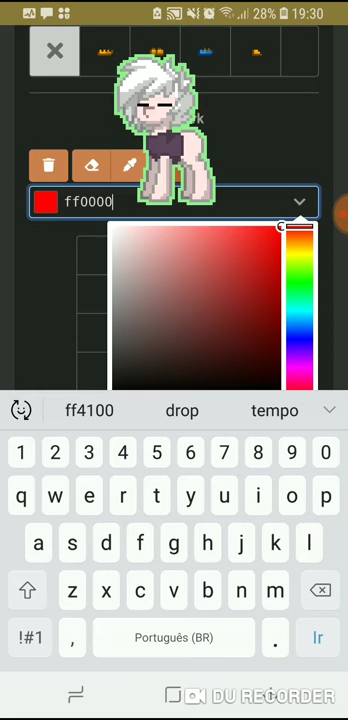 28% 19:30
k
ff0000
ff4100 drop tempo
1 2 3 4 5 6 7 8 9 0
q w e r t y u i o p
a s d f g h j k l
z x c v b n m
!#1 , Português (BR) . Ir
DU RECORDER